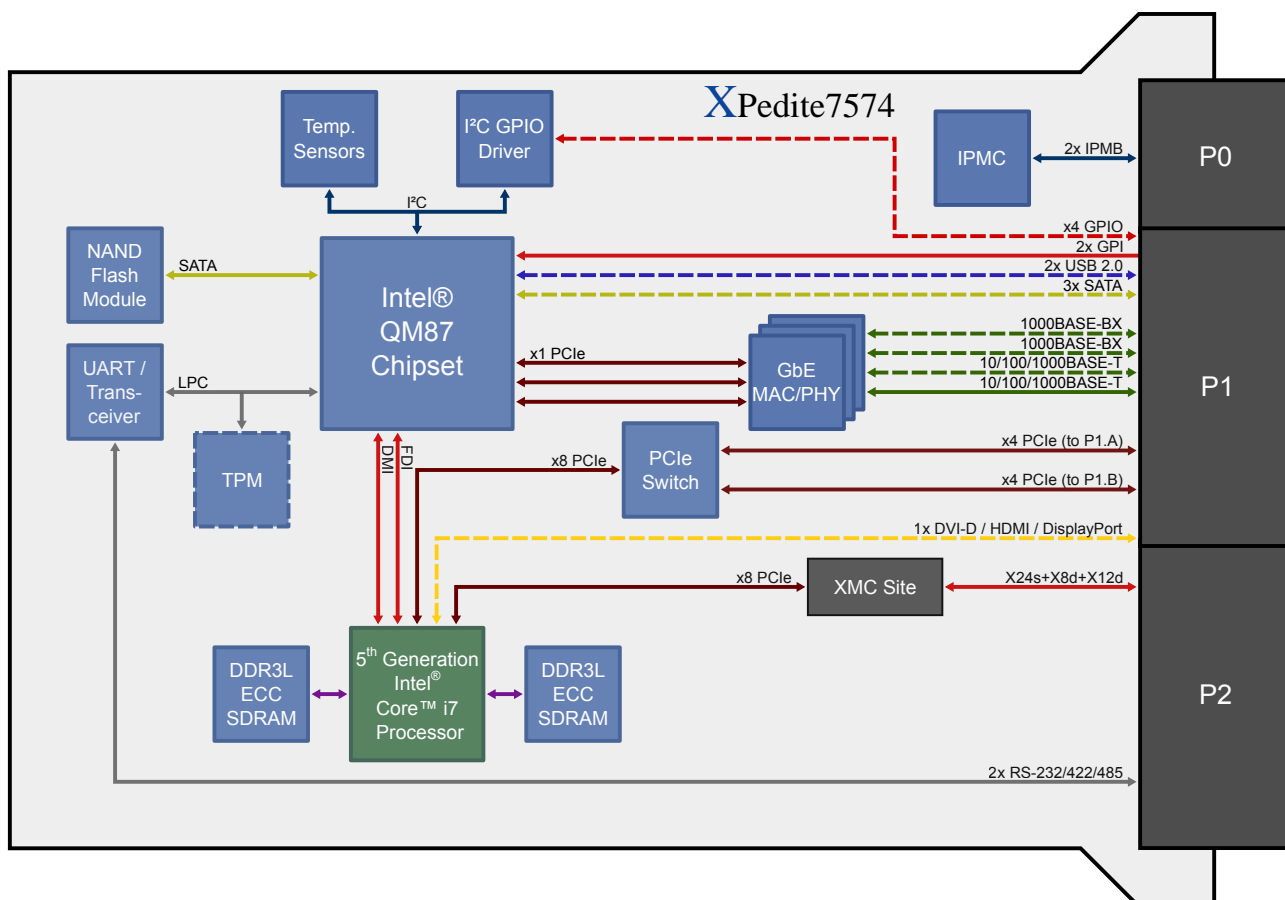 XPedite7574
Temp.
Sensors
I²C GPIO
Driver
IPMC
2x IPMB
P0
I²C
x4 GPIO
2x GPI
2x USB 2.0
3x SATA
NAND
Flash
Module
SATA
Intel®
QM87
Chipset
x1 PCIe
GbE
MAC/PHY
1000BASE-BX
1000BASE-BX
10/100/1000BASE-T
10/100/1000BASE-T
P1
UART /
Trans-
ceiver
LPC
TPM
DMI
FDI
x8 PCIe
PCIe
Switch
x4 PCIe (to P1.A)
x4 PCIe (to P1.B)
1x DVI-D / HDMI / DisplayPort
x8 PCIe
XMC Site
X24s+X8d+X12d
DDR3L
ECC
SDRAM
5th Generation
Intel®
Core™ i7
Processor
DDR3L
ECC
SDRAM
P2
2x RS-232/422/485